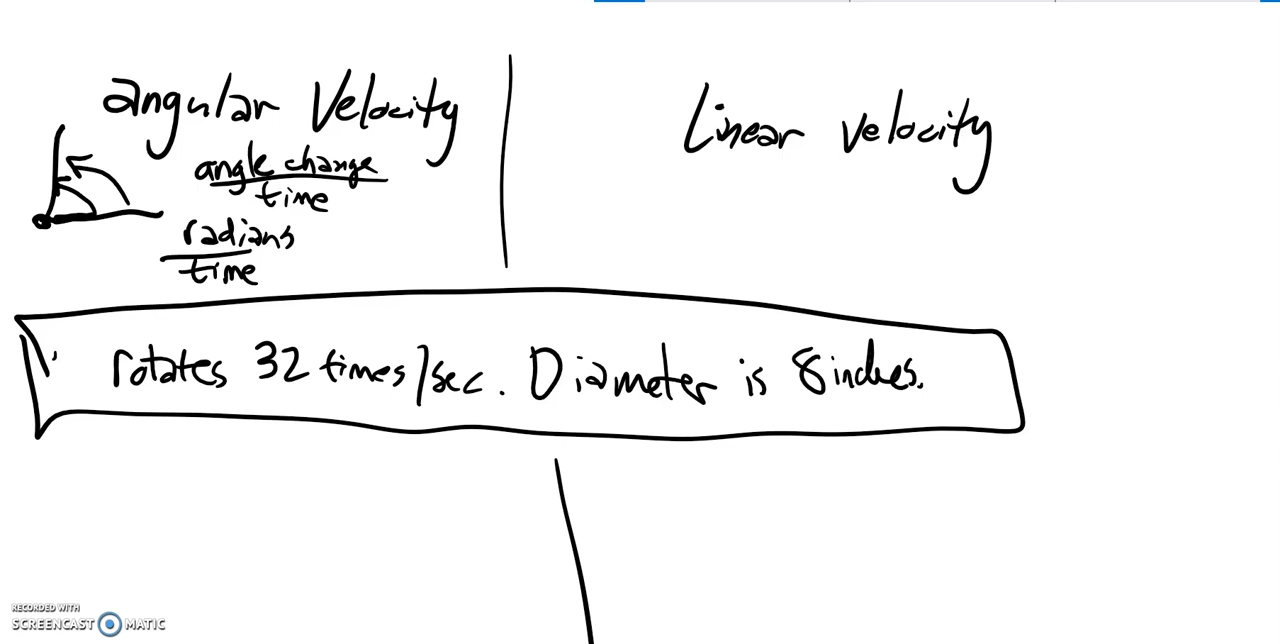 angular Velocity
angle change
time
radians
time
Linear velocity
rotates 32 times/sec. Diameter is 8 inches.
RECORDED WITH
SCREENCAST MATIC